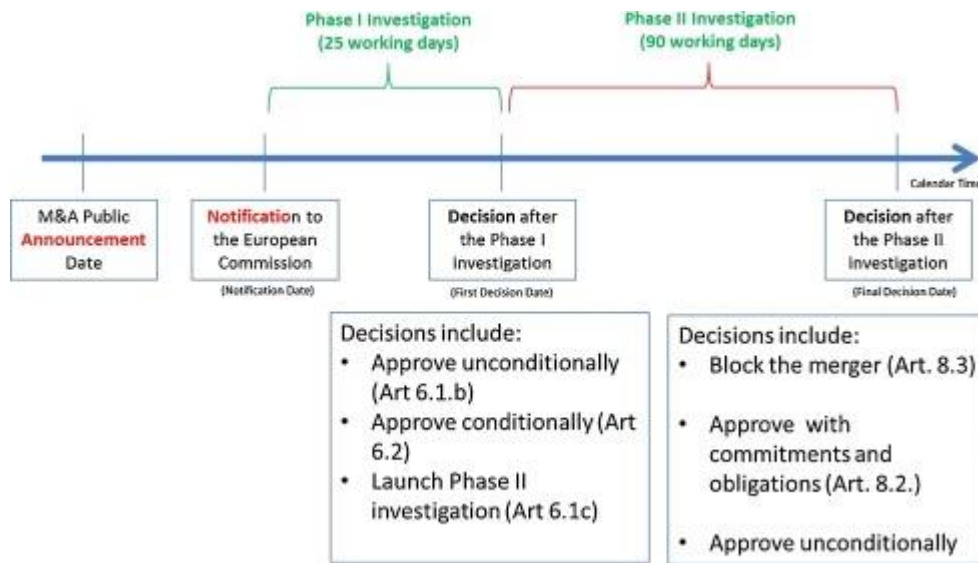 Phase I Investigation
(25 working days)
Phase II Investigation
(90 working days)
Calendar Time
M&A Public
Announcement
Date
Notification to
the European
Commission
(Notification Date)
Decision after
the Phase I
investigation
(First Decision Date)
Decision after
the Phase II
investigation
(Final Decision Date)
Decisions include:
• Approve unconditionally
(Art 6.1.b)
• Approve conditionally (Art
6.2)
• Launch Phase II
investigation (Art 6.1c)
Decisions include:
• Block the merger (Art. 8.3)
• Approve with
commitments and
obligations (Art. 8.2.)
• Approve unconditionally